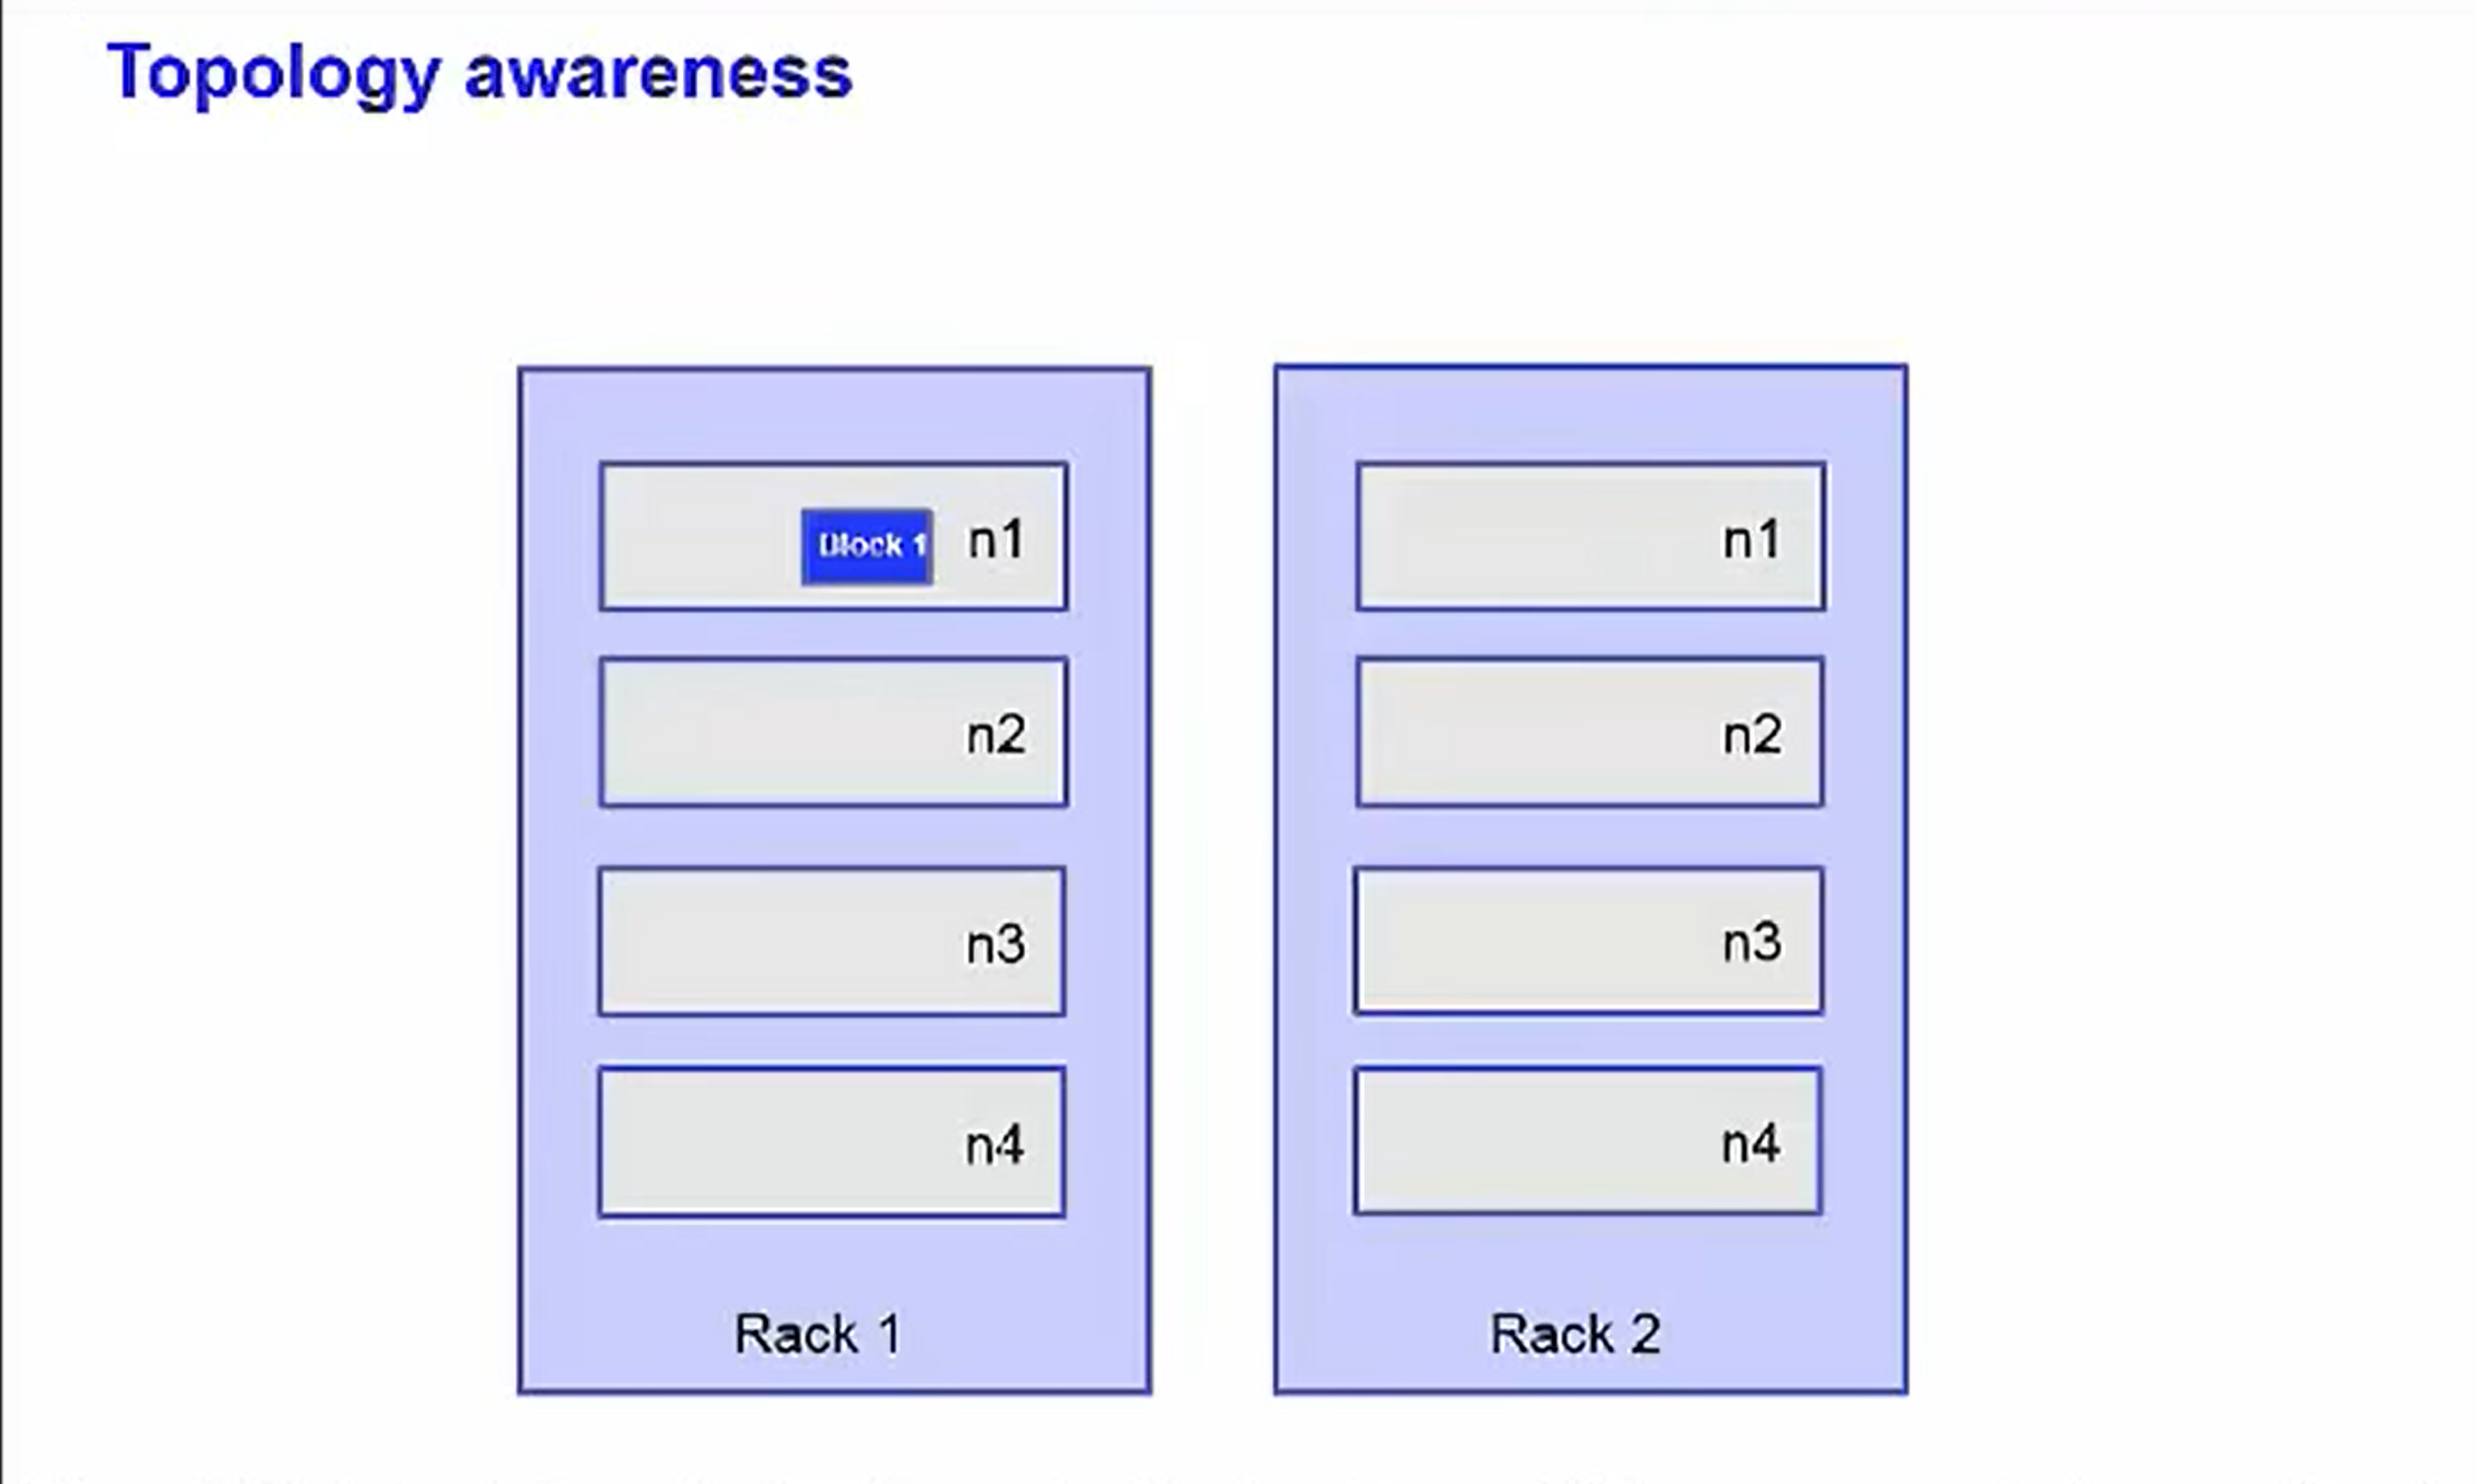 Topology awareness
Block 1
n1
n2
n3
n4
Rack 1
n1
n2
n3
n4
Rack 2